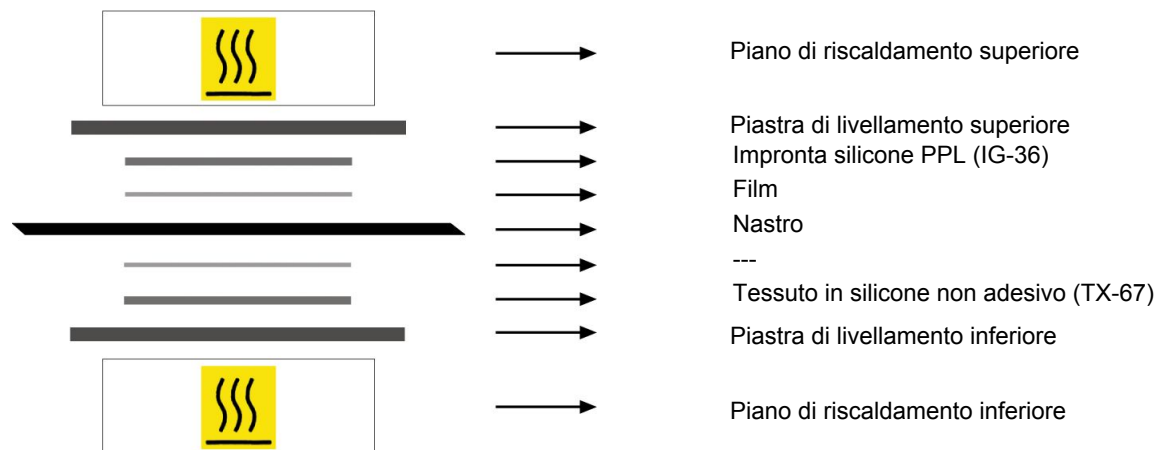 Piano di riscaldamento superiore
Piastra di livellamento superiore
Impronta silicone PPL (IG-36)
Film
Nastro
---
Tessuto in silicone non adesivo (TX-67)
Piastra di livellamento inferiore
Piano di riscaldamento inferiore